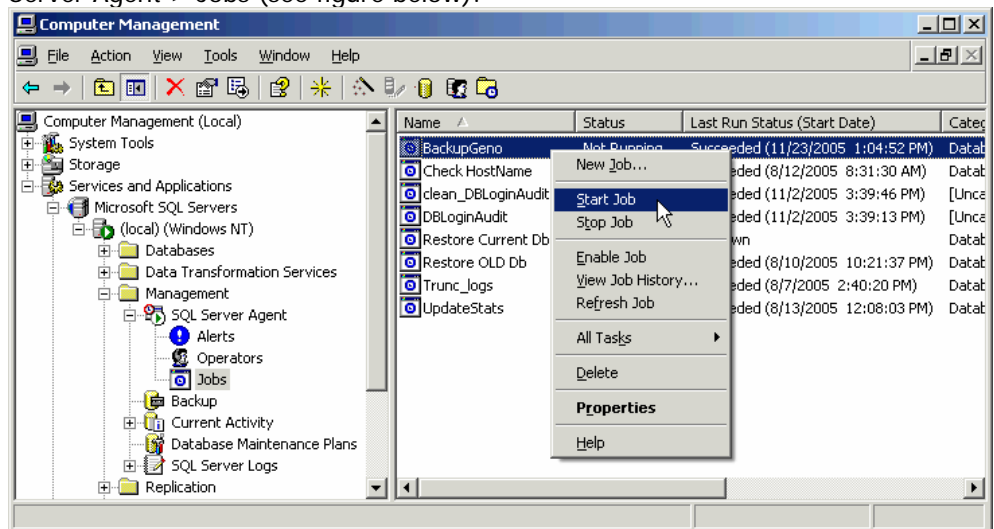 Server Agent > Jobs (see figure below).
Computer Management
File Action View Tools Window Help
Computer Management (Local)
System Tools
Storage
Services and Applications
Microsoft SQL Servers
(local) (Windows NT)
Databases
Data Transformation Services
Management
SQL Server Agent
Alerts
Operators
Jobs
Backup
Current Activity
Database Maintenance Plans
SQL Server Logs
Replication
Name Status Last Run Status (Start Date) Categ
BackupGeno Not Running Succeeded (11/23/2005 1:04:52 PM) Datab
Check HostName eded (8/12/2005 8:31:30 AM) Datab
clean_DBLoginAudit eded (11/2/2005 3:39:46 PM) [Unca
DBLoginAudit eded (11/2/2005 3:39:13 PM) [Unca
Restore Current Db wn Datab
Restore OLD Db eded (8/10/2005 10:21:37 PM) Datab
Trunc_logs eded (8/7/2005 2:40:20 PM) Datab
UpdateStats eded (8/13/2005 12:08:03 PM) Datab
New Job...
Start Job
Stop Job
Enable Job
View Job History...
Refresh Job
All Tasks
Delete
Properties
Help